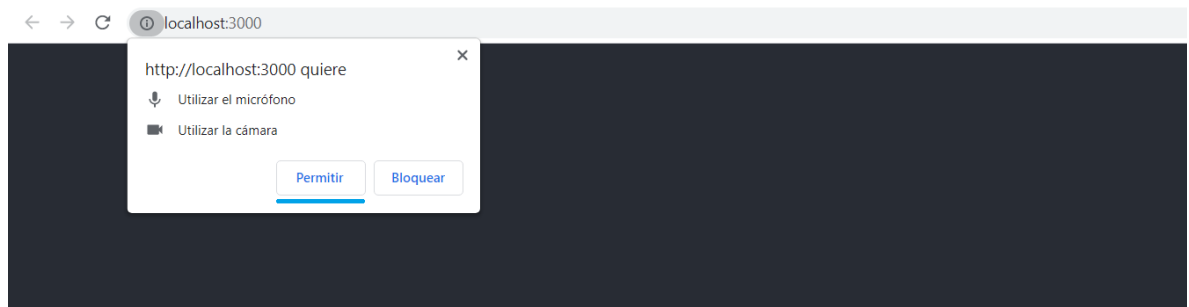 localhost:3000
http://localhost:3000 quiere
Utilizar el micrófono
Utilizar la cámara
Permitir Bloquear